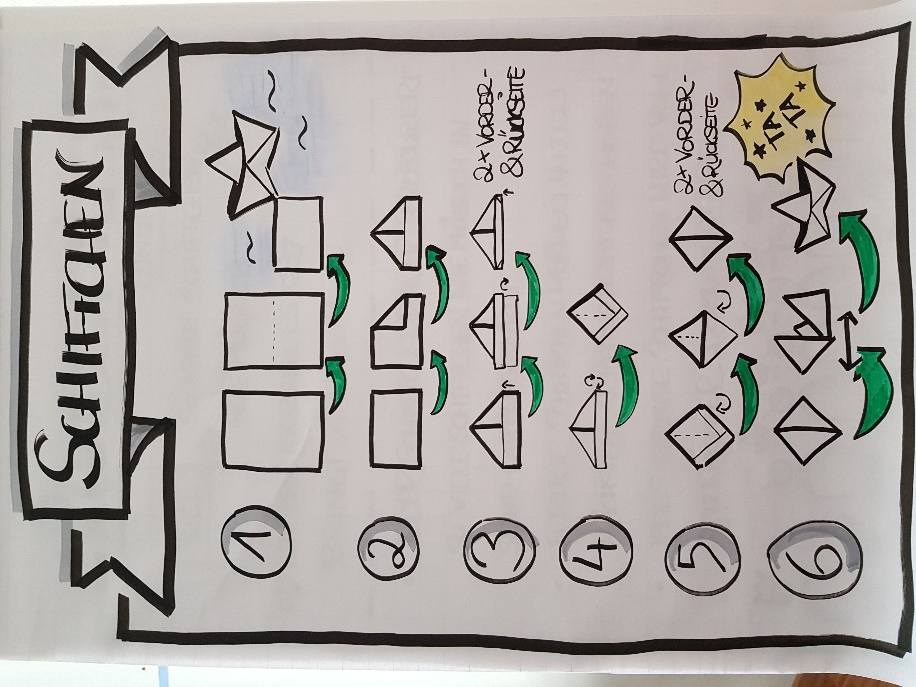 SCHIFFCHEN
1
2
3
2x VORDER-
& RÜCKSEITE
4
5
2x VORDER-
& RÜCKSEITE
6
TA
TA